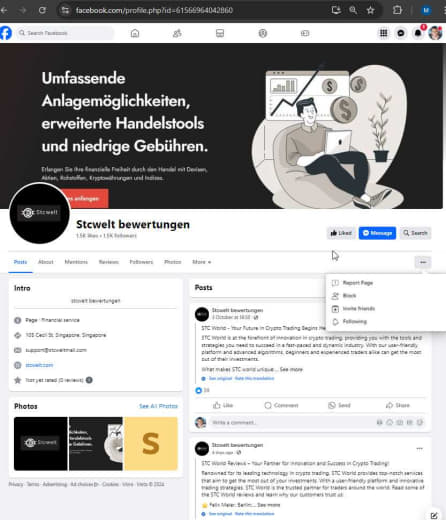 facebook.com/profile.php?id=61566964042860
M
Search Facebook
Umfassende
Anlagemöglichkeiten,
erweiterte Handelstools
und niedrige Gebühren.
Erlangen Sie Ihre finanzielle Freiheit durch den Handel mit Devisen,
Aktien, Rohstoffen, Kryptowährungen und Indizes.
anfangen
Stcwelt
Stcwelt bewertungen
1.5K likes • 1.5K followers
Liked
Message
Search
Posts
About
Mentions
Reviews
Followers
Photos
More
Report Page
Block
Invite friends
Following
Intro
stcwelt bewertungen
Page · Financial service
105 Cecil St, Singapore, Singapore
support@stcweltmail.com
stcwelt.com
Not yet rated (0 reviews)
Photos
See All Photos
Stcwelt
S
Privacy · Terms · Advertising · Ad choices · Cookies · More · Meta © 2024
Posts
Stcwelt bewertungen
3 October at 18:58
STC World - Your Future in Crypto Trading Begins He
STC World is at the forefront of innovation in crypto trading, providing you with the tools and
strategies you need to succeed in a fast-paced and dynamic industry. With our user-friendly
platform and advanced algorithms, beginners and experienced traders alike can get the most
out of their investments.
What makes STC world unique... See more
See original · Rate this translation
Like
Comment
Send
Share
Write a comment...
Stcwelt bewertungen
4 days ago
STC World Reviews – Your Partner for Innovation and Success in Crypto Trading!
Renowned for its leading technology in crypto trading, STC World provides top-notch services
that aim to get the most out of your investments. With a user-friendly platform and innovative
trading strategies, STC World is the trusted partner for traders around the world. Read some of
the STC World reviews and learn why our customers trust us:
Felix Meier, Berlin:... See more
See original · Rate this translation